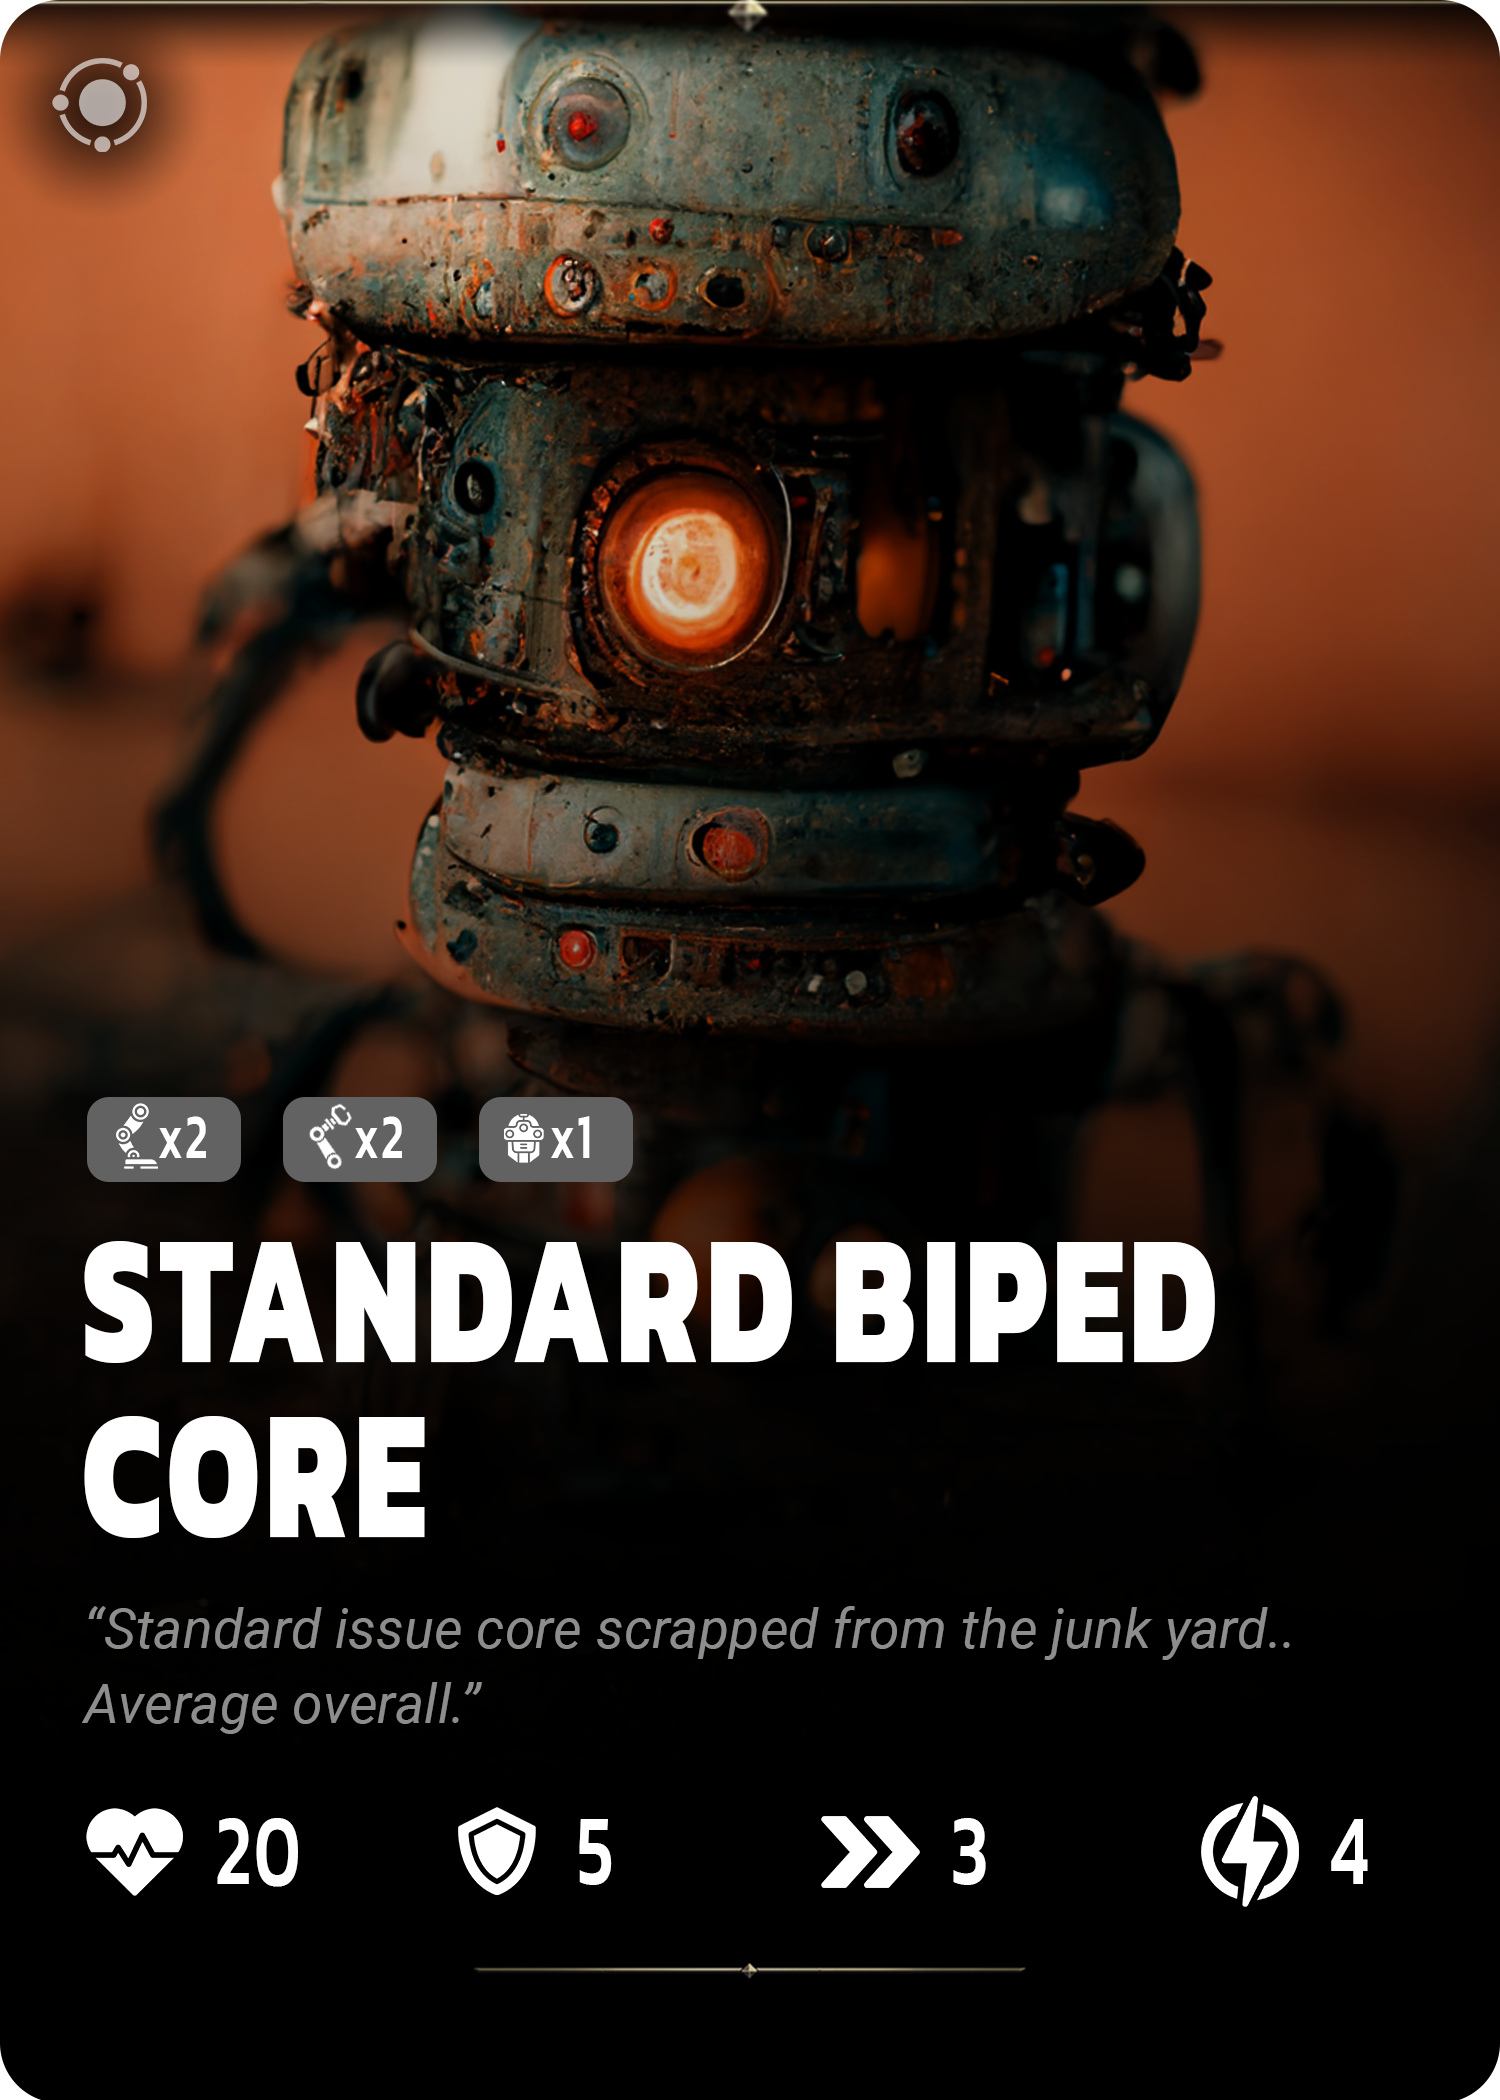 x2 x2 x1
STANDARD BIPED
CORE
“Standard issue core scrapped from the junk yard..
Average overall.”
20 5 3 4